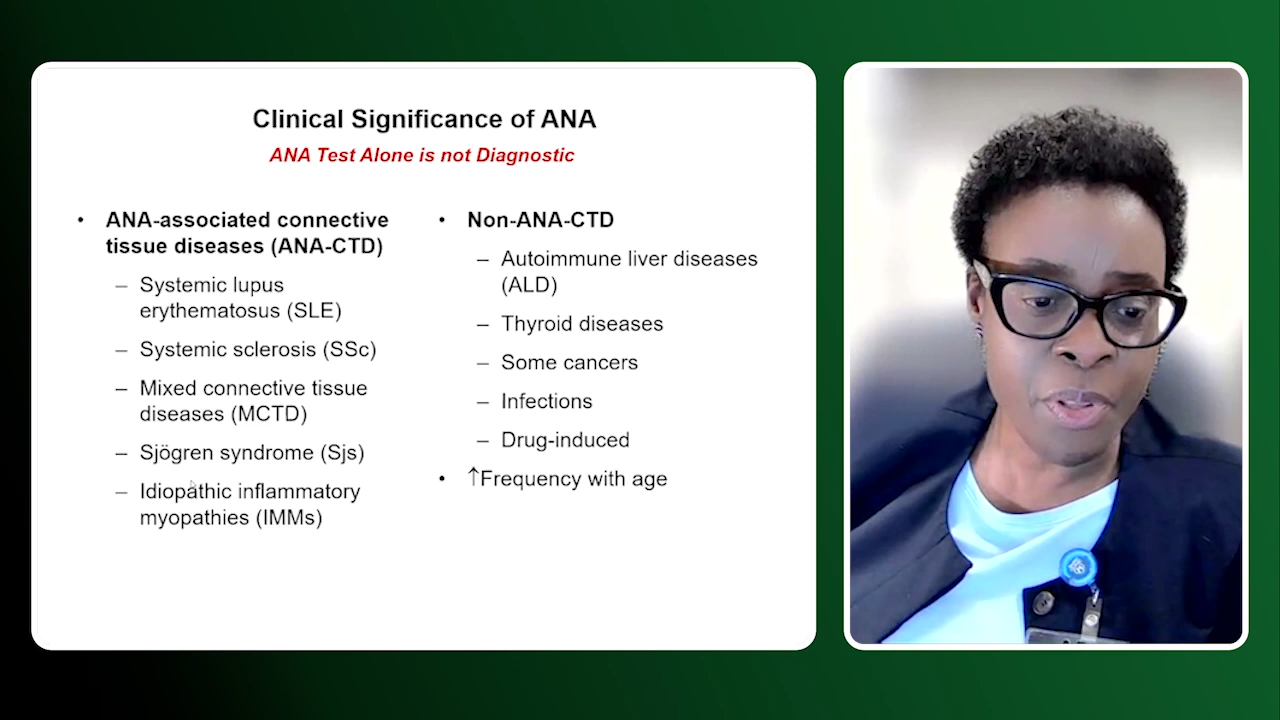 Clinical Significance of ANA
ANA Test Alone is not Diagnostic
• ANA-associated connective
tissue diseases (ANA-CTD)
– Systemic lupus
erythematosus (SLE)
– Systemic sclerosis (SSc)
– Mixed connective tissue
diseases (MCTD)
– Sjögren syndrome (Sjs)
– Idiopathic inflammatory
myopathies (IMMs)
• Non-ANA-CTD
– Autoimmune liver diseases
(ALD)
– Thyroid diseases
– Some cancers
– Infections
– Drug-induced
• ↑Frequency with age